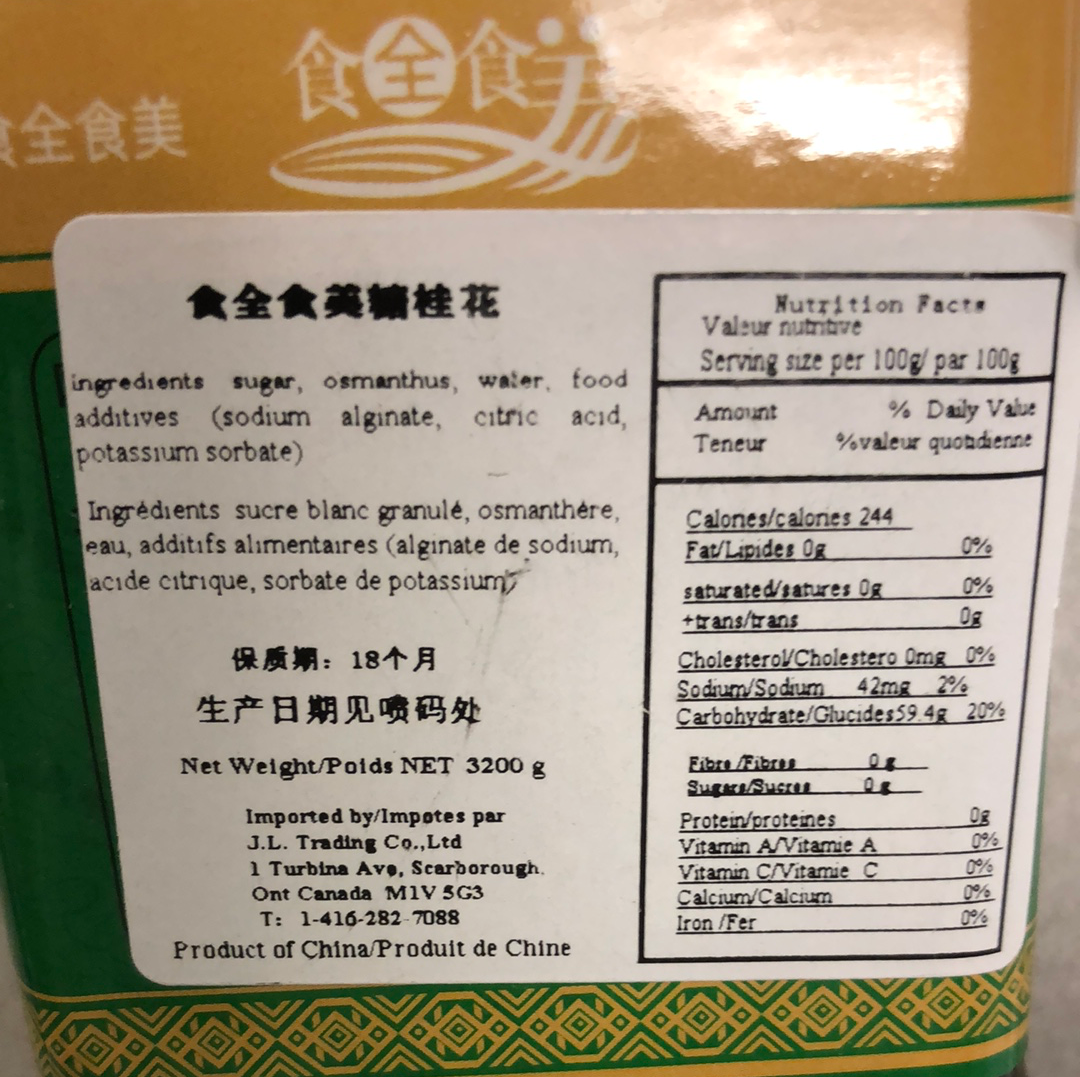 食全食美
食全食美
食全食美糖桂花
ingredients sugar, osmanthus, water, food
additives (sodium alginate, citric acid,
potassium sorbate)
Ingrédients sucre blanc granulé, osmanthère,
eau, additifs alimentaires (alginate de sodium,
acide citrique, sorbate de potassium)
保质期：18个月
生产日期见喷码处
Net Weight/Poids NET 3200 g
Imported by/Impotes par
J.L. Trading Co.,Ltd
1 Turbina Ave, Scarborough.
Ont Canada M1V 5G3
T: 1-416-282-7088
Product of China/Produit de Chine
Nutrition Facts
Valeur nutritive
Serving size per 100g/ par 100g
Amount % Daily Value
Teneur %valeur quotidienne
Calories/calories 244
Fat/Lipides 0g 0%
saturated/satures 0g 0%
+trans/trans 0g
Cholesterol/Cholestero 0mg 0%
Sodium/Sodium 42mg 2%
Carbohydrate/Glucides59.4g 20%
Fibre /Fibres 0 g
Sugars/Sucres 0 g
Protein/proteines 0g
Vitamin A/Vitamie A 0%
Vitamin C/Vitamie C 0%
Calcium/Calcium 0%
Iron /Fer 0%